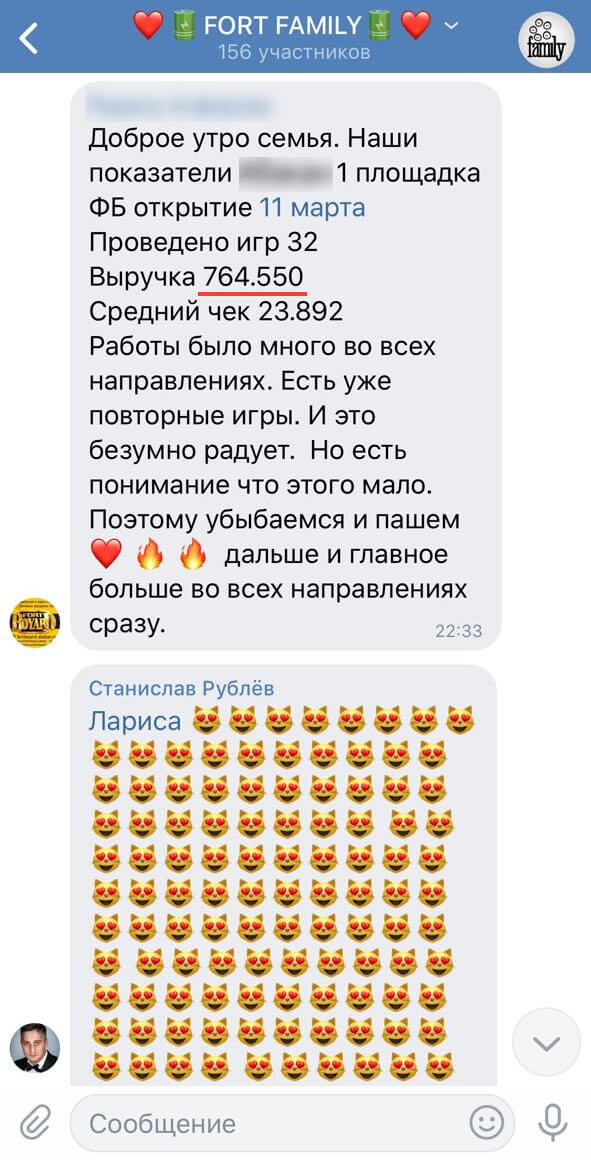 FORT FAMILY
156 участников
family
Доброе утро семья. Наши
показатели 1 площадка
ФБ открытие 11 марта
Проведено игр 32
Выручка 764.550
Средний чек 23.892
Работы было много во всех
направлениях. Есть уже
повторные игры. И это
безумно радует. Но есть
понимание что этого мало.
Поэтому убыбаемся и пашем
❤️🔥🔥 дальше и главное
больше во всех направлениях
сразу.
22:33
BOYARD
Станислав Рублёв
Лариса
Сообщение